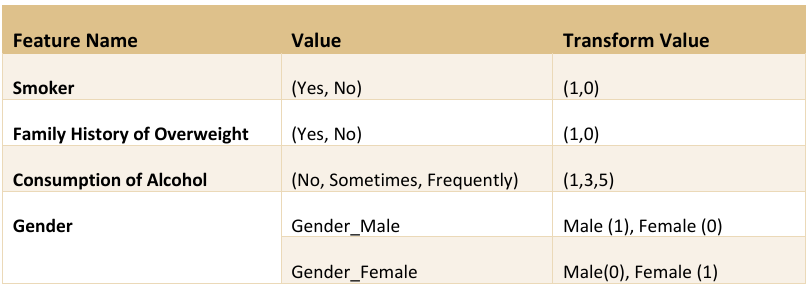 Feature Name Value Transform Value
Smoker (Yes, No) (1,0)
Family History of Overweight (Yes, No) (1,0)
Consumption of Alcohol (No, Sometimes, Frequently) (1,3,5)
Gender Gender_Male Male (1), Female (0)
Gender_Female Male(0), Female (1)